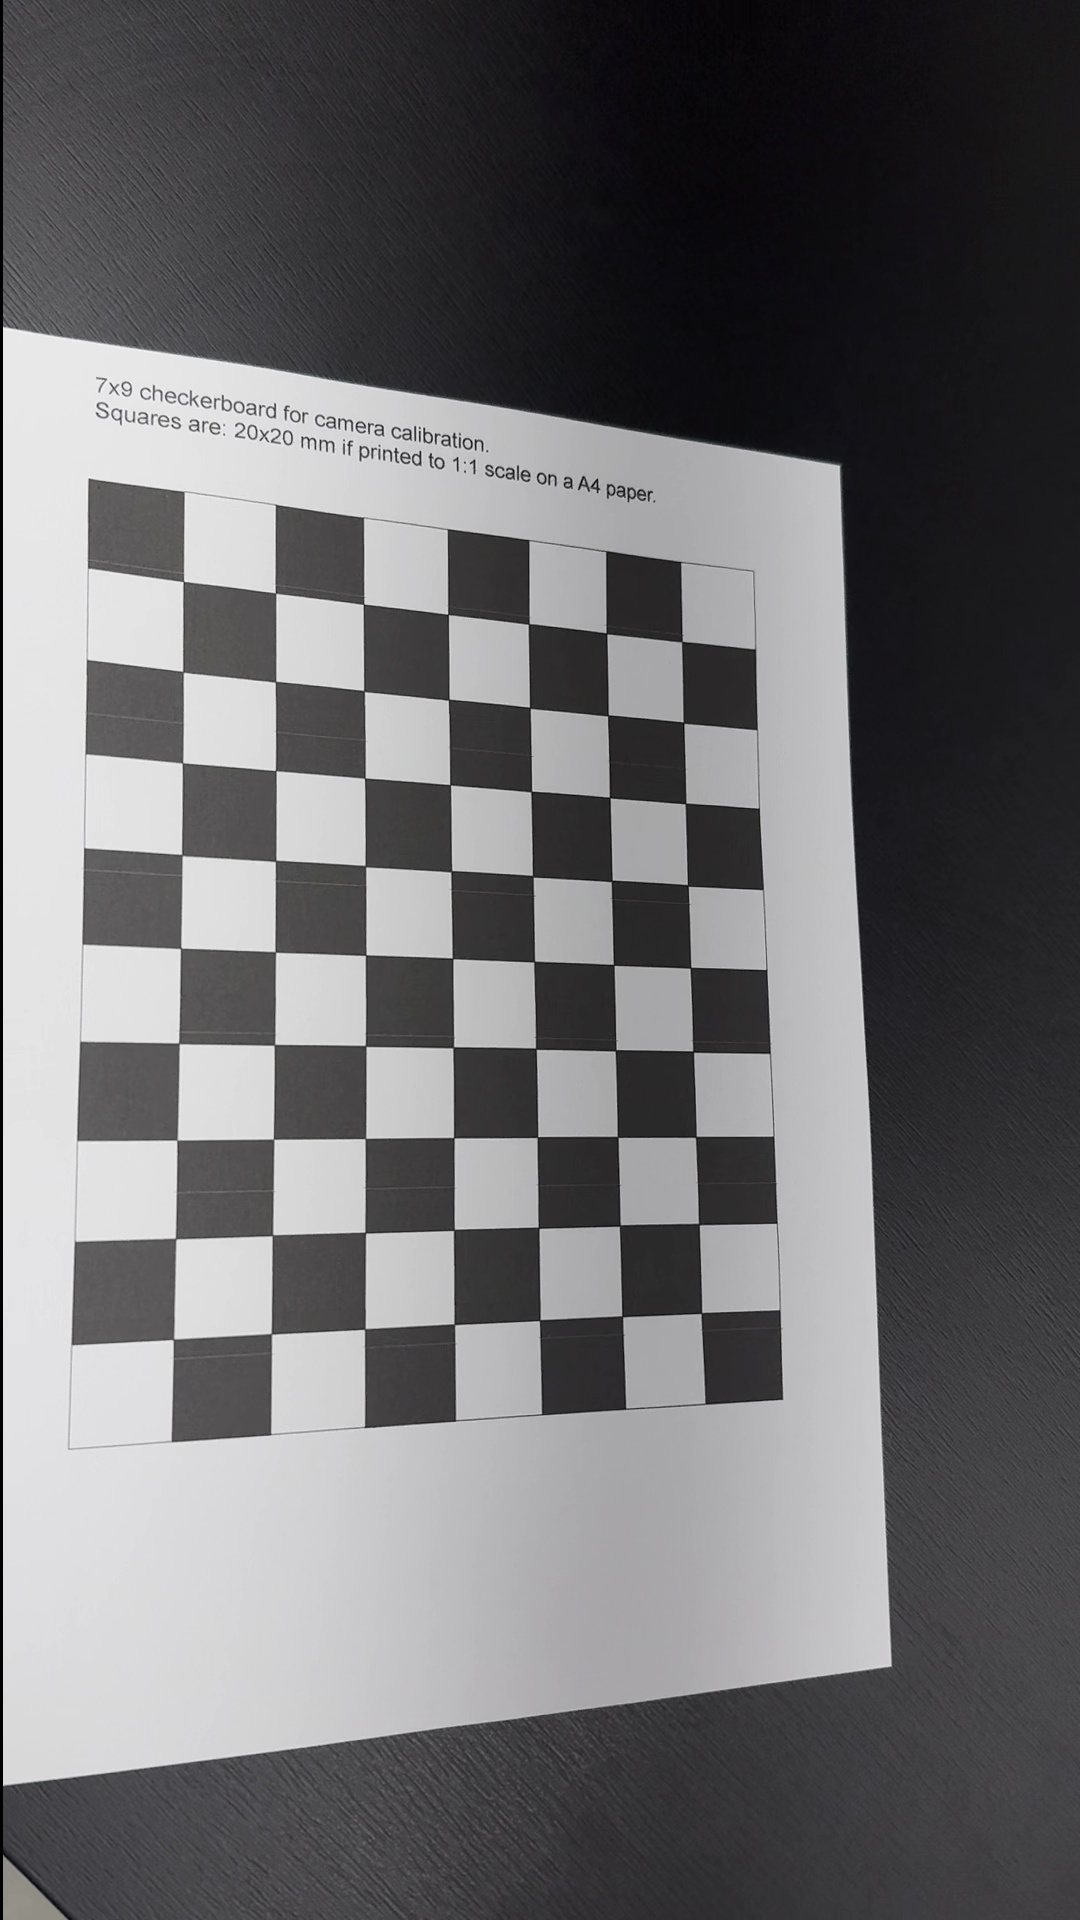 7x9 checkerboard for camera calibration.
Squares are: 20x20 mm if printed to 1:1 scale on a A4 paper.